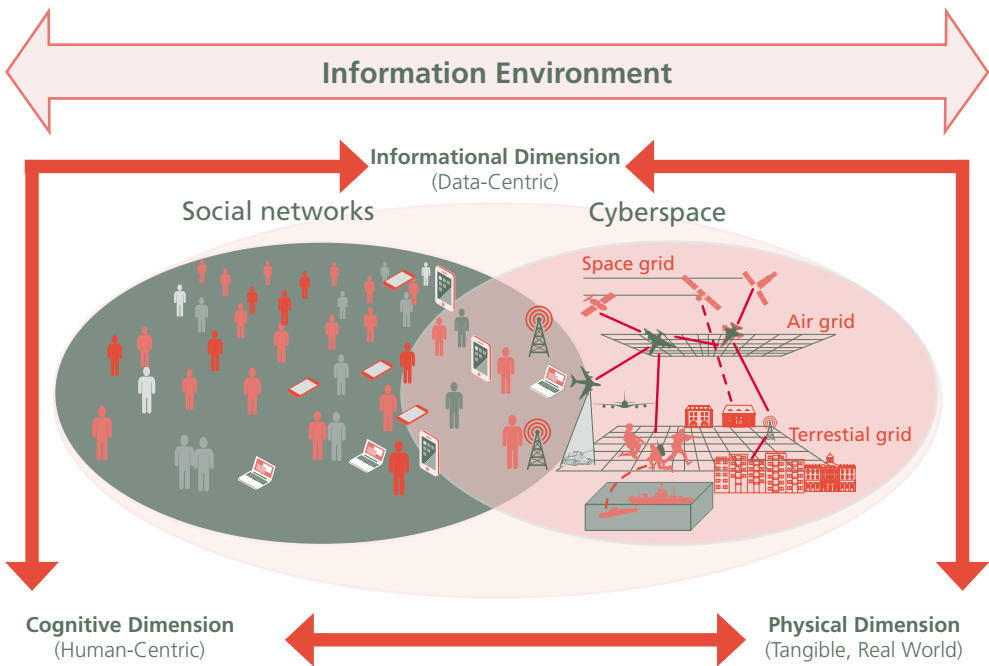 Information Environment
Informational Dimension
(Data-Centric)
Social networks
Cyberspace
Space grid
Air grid
Terrestial grid
Cognitive Dimension
(Human-Centric)
Physical Dimension
(Tangible, Real World)